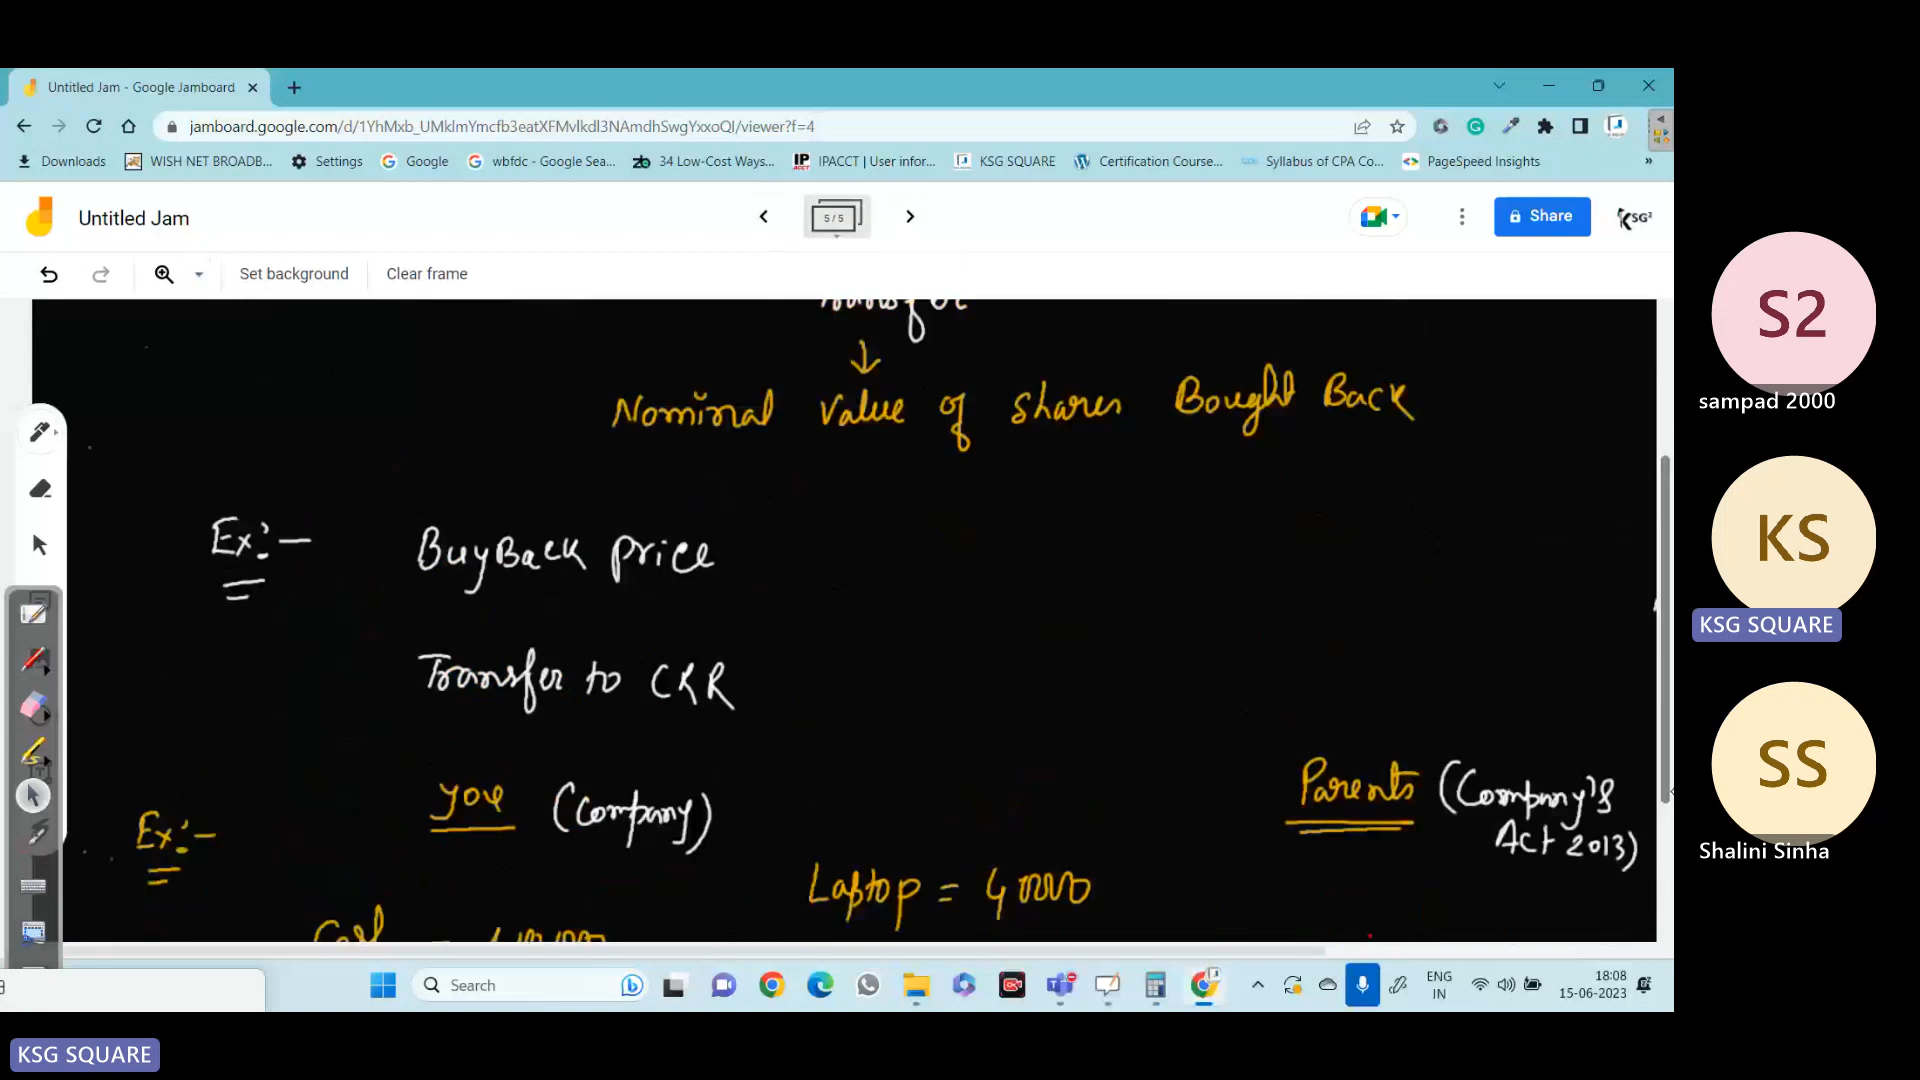 Untitled Jam - Google Jamboard
jamboard.google.com/d/1YhMxb_UMklmYmcfb3eatXFMvlkdl3NAmdhSwgYxxoQI/viewer?f=4
Downloads WISH NET BROADB... Settings Google wbfdc - Google Sea... 34 Low-Cost Ways... IPACCT | User infor... KSG SQUARE Certification Course... Syllabus of CPA Co... PageSpeed Insights »
Untitled Jam 5 / 5 Share KSG²
Set background Clear frame
Nominal Value of Shares Bought Back
Ex:- BuyBack price
Transfer to CRR
Ex:- You (Company) Parents (Company's
Act 2013)
Laptop = 40000
Search
ENG
IN
18:08
15-06-2023
S2
sampad 2000
KS
KSG SQUARE
SS
Shalini Sinha
KSG SQUARE